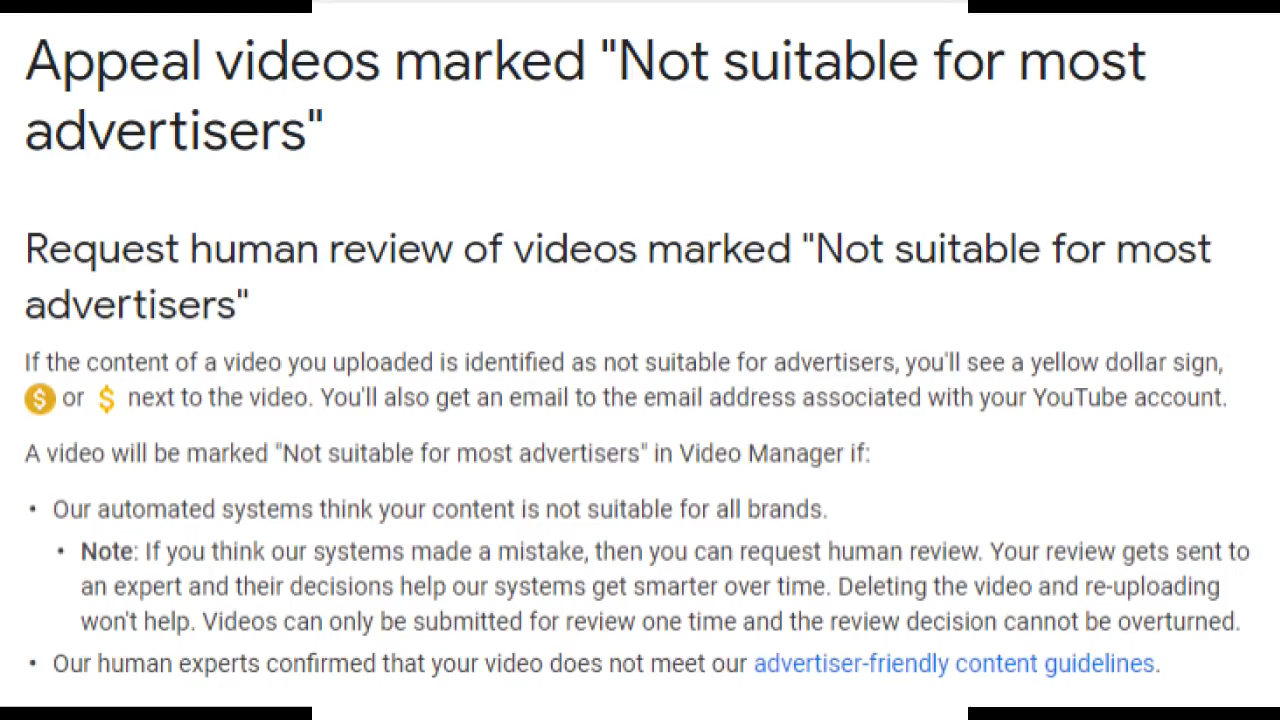 Appeal videos marked "Not suitable for most
advertisers"
Request human review of videos marked "Not suitable for most
advertisers"
If the content of a video you uploaded is identified as not suitable for advertisers, you'll see a yellow dollar sign,
$ or $ next to the video. You'll also get an email to the email address associated with your YouTube account.
A video will be marked "Not suitable for most advertisers" in Video Manager if:
• Our automated systems think your content is not suitable for all brands.
• Note: If you think our systems made a mistake, then you can request human review. Your review gets sent to
an expert and their decisions help our systems get smarter over time. Deleting the video and re-uploading
won't help. Videos can only be submitted for review one time and the review decision cannot be overturned.
• Our human experts confirmed that your video does not meet our advertiser-friendly content guidelines.